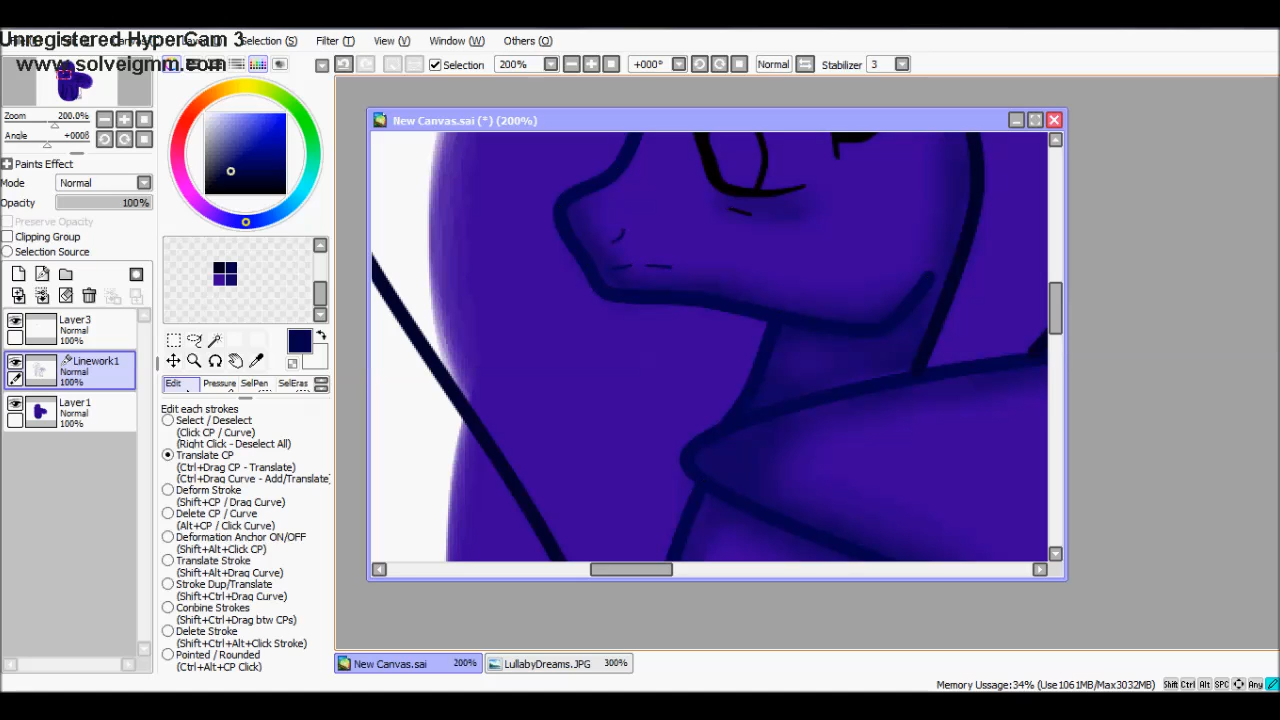 Unregistered HyperCam 3
www.solveigmm.com
Selection (S) Filter (T) View (V) Window (W) Others (O)
Selection 200% +000° Normal Stabilizer 3
Zoom 200.0%
Angle +000ß
Paints Effect
Mode Normal
Opacity 100%
Preserve Opacity
Clipping Group
Selection Source
Layer3
Normal
100%
Linework1
Normal
100%
Layer1
Normal
100%
Edit Pressure SelPen SelEras
Edit each strokes
Select / Deselect
(Click CP / Curve)
(Right Click - Deselect All)
Translate CP
(Ctrl+Drag CP - Translate)
(Ctrl+Drag Curve - Add/Translate)
Deform Stroke
(Shift+CP / Drag Curve)
Delete CP / Curve
(Alt+CP / Click Curve)
Deformation Anchor ON/OFF
(Shift+Alt+Click CP)
Translate Stroke
(Shift+Alt+Drag Curve)
Stroke Dup/Translate
(Shift+Ctrl+Drag Curve)
Conbine Strokes
(Shift+Ctrl+Drag btw CPs)
Delete Stroke
(Shift+Ctrl+Alt+Click Stroke)
Pointed / Rounded
(Ctrl+Alt+CP Click)
New Canvas.sai (*) (200%)
New Canvas.sai 200% LullabyDreams.JPG 300%
Memory Ussage:34% (Use1061MB/Max3032MB) Shift Ctrl Alt SPC Any